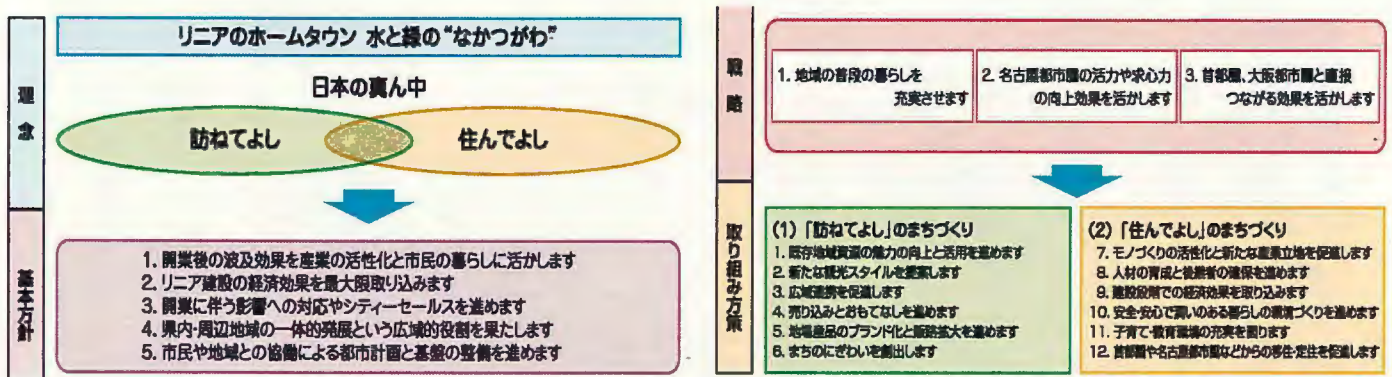 理念
リニアのホームタウン 水と緑の“なかつがわ”
日本の真ん中
訪ねてよし
住んでよし
基本方針
1. 開業後の波及効果を産業の活性化と市民の暮らしに活かします
2. リニア建設の経済効果を最大限取り込みます
3. 開業に伴う影響への対応やシティーセールスを進めます
4. 県内・周辺地域の一体的発展という広域的役割を果たします
5. 市民や地域との協働による都市計画と基盤の整備を進めます
戦略
1. 地域の普段の暮らしを
充実させます
2. 名古屋都市圏の活力や求心力
の向上効果を活かします
3. 首都圏、大阪都市圏と直接
つながる効果を活かします
取り組み方策
(1)「訪ねてよし」のまちづくり
1. 既存地域資源の魅力の向上と活用を進めます
2. 新たな観光スタイルを提案します
3. 広域連携を促進します
4. 売り込みとおもてなしを進めます
5. 地場産品のブランド化と販路拡大を進めます
6. まちのにぎわいを創出します
(2)「住んでよし」のまちづくり
7. モノづくりの活性化と新たな産業立地を促進します
8. 人材の育成と後継者の確保を進めます
9. 建設段階での経済効果を取り込みます
10. 安全・安心で潤いのある暮らしの環境づくりを進めます
11. 子育て・教育環境の充実を図ります
12. 首都圏や名古屋都市圏などからの移住・定住を促進します